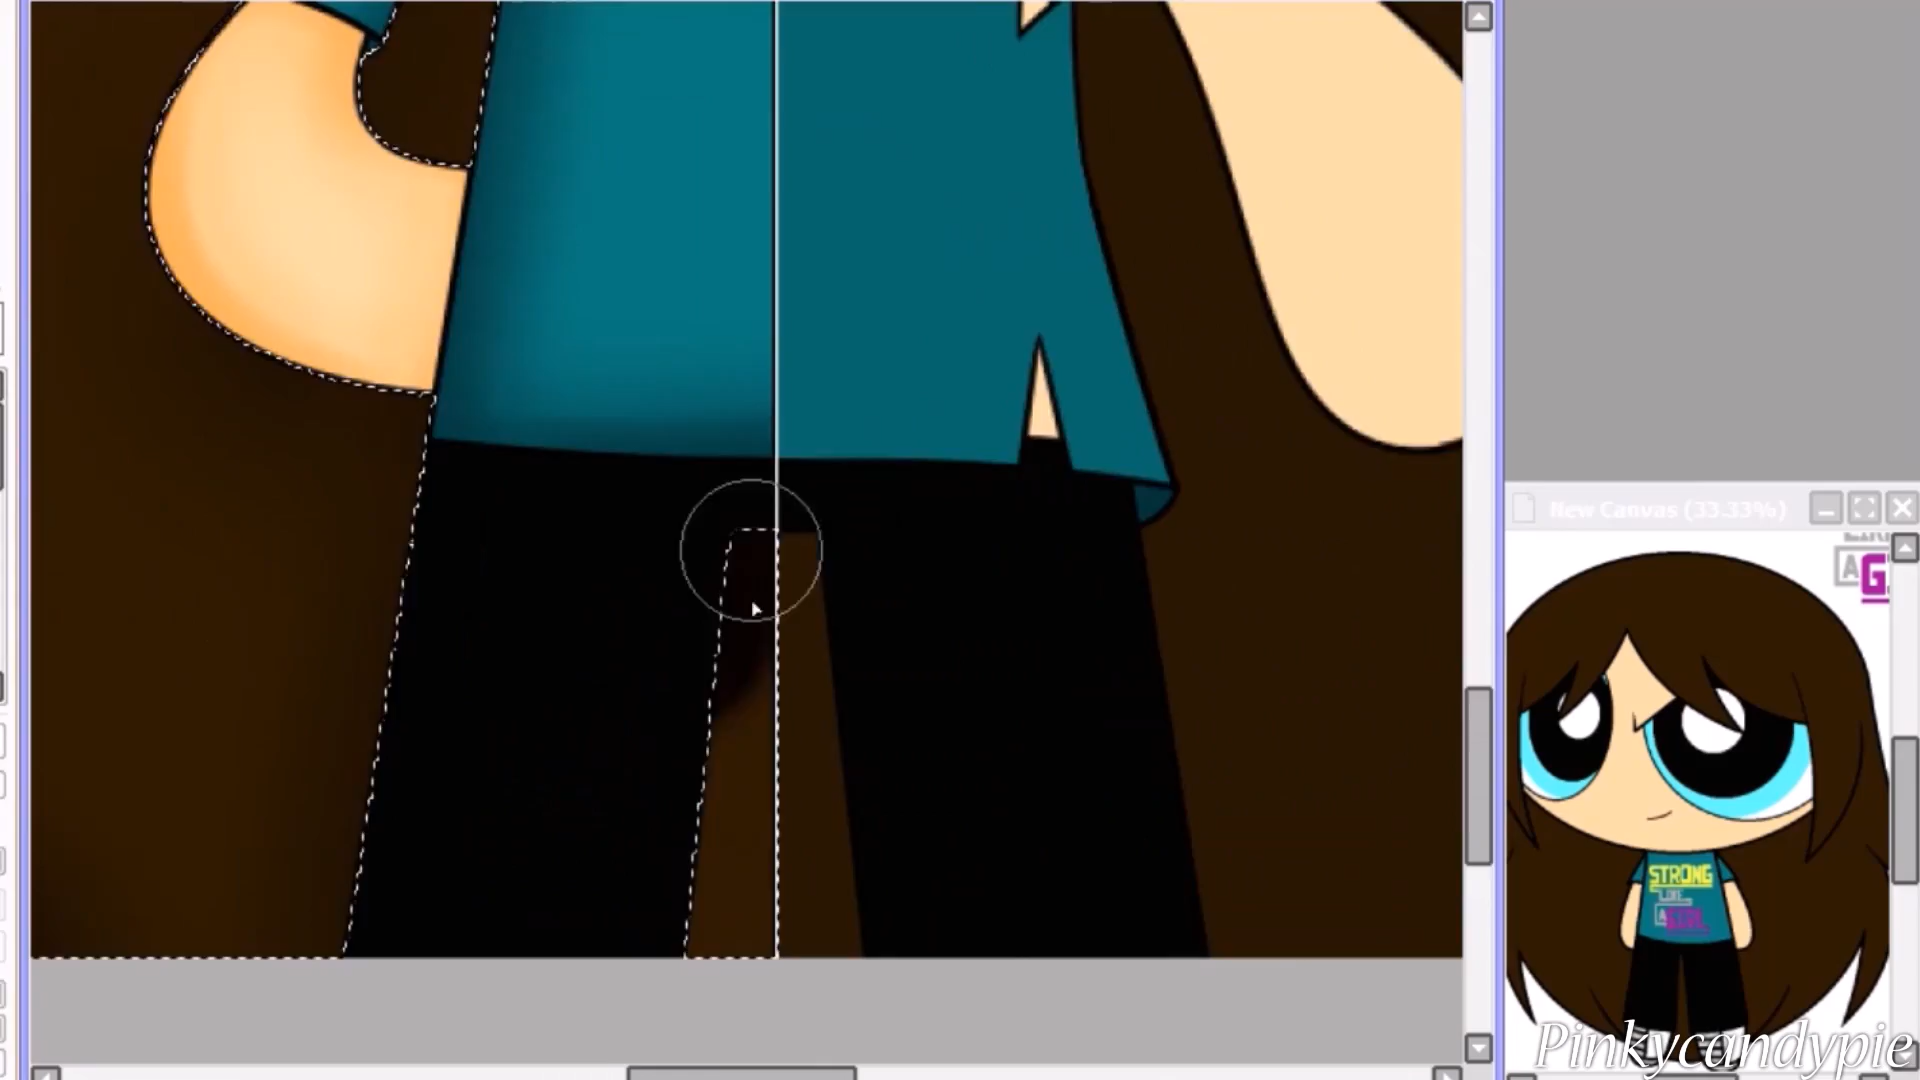 New Canvas (33.33%)
A G
STRONG
LIKE
A GIRL
Pinkycandypie